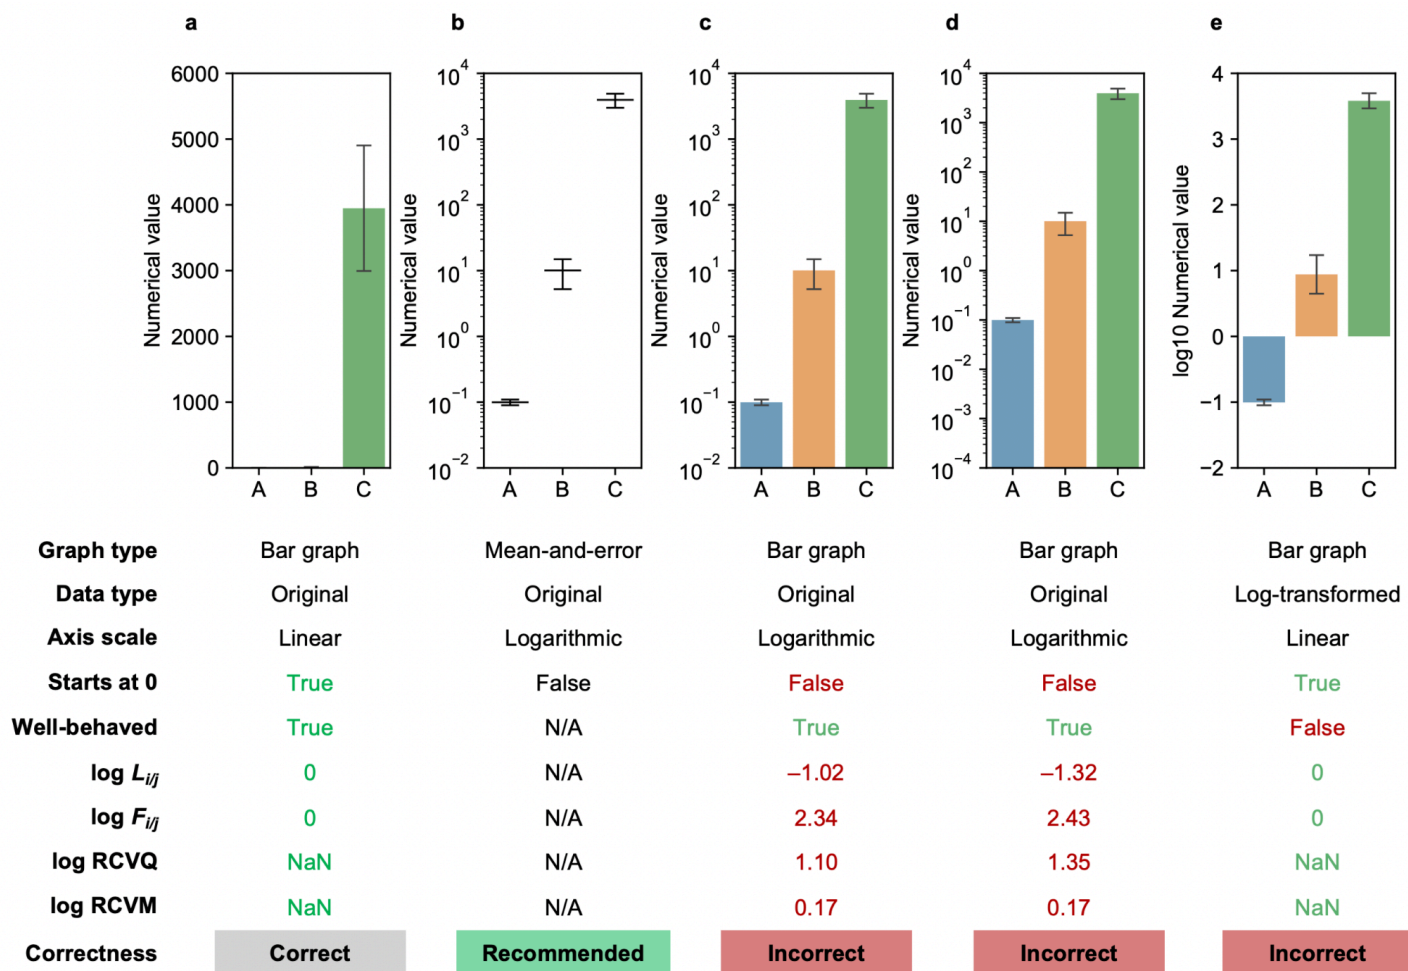 a b c d e
6000
5000
4000
3000
2000
1000
0
Numerical value
A B C
10^4
10^3
10^2
10^1
10^0
10^−1
10^−2
Numerical value
A B C
10^4
10^3
10^2
10^1
10^0
10^−1
10^−2
Numerical value
A B C
10^4
10^3
10^2
10^1
10^0
10^−1
10^−2
10^−3
10^−4
Numerical value
A B C
4
3
2
1
0
−1
−2
log10 Numerical value
A B C
Graph type Bar graph Mean-and-error Bar graph Bar graph Bar graph
Data type Original Original Original Original Log-transformed
Axis scale Linear Logarithmic Logarithmic Logarithmic Linear
Starts at 0 True False False False True
Well-behaved True N/A True True False
log L_i/j 0 N/A –1.02 –1.32 0
log F_i/j 0 N/A 2.34 2.43 0
log RCVQ NaN N/A 1.10 1.35 NaN
log RCVM NaN N/A 0.17 0.17 NaN
Correctness Correct Recommended Incorrect Incorrect Incorrect